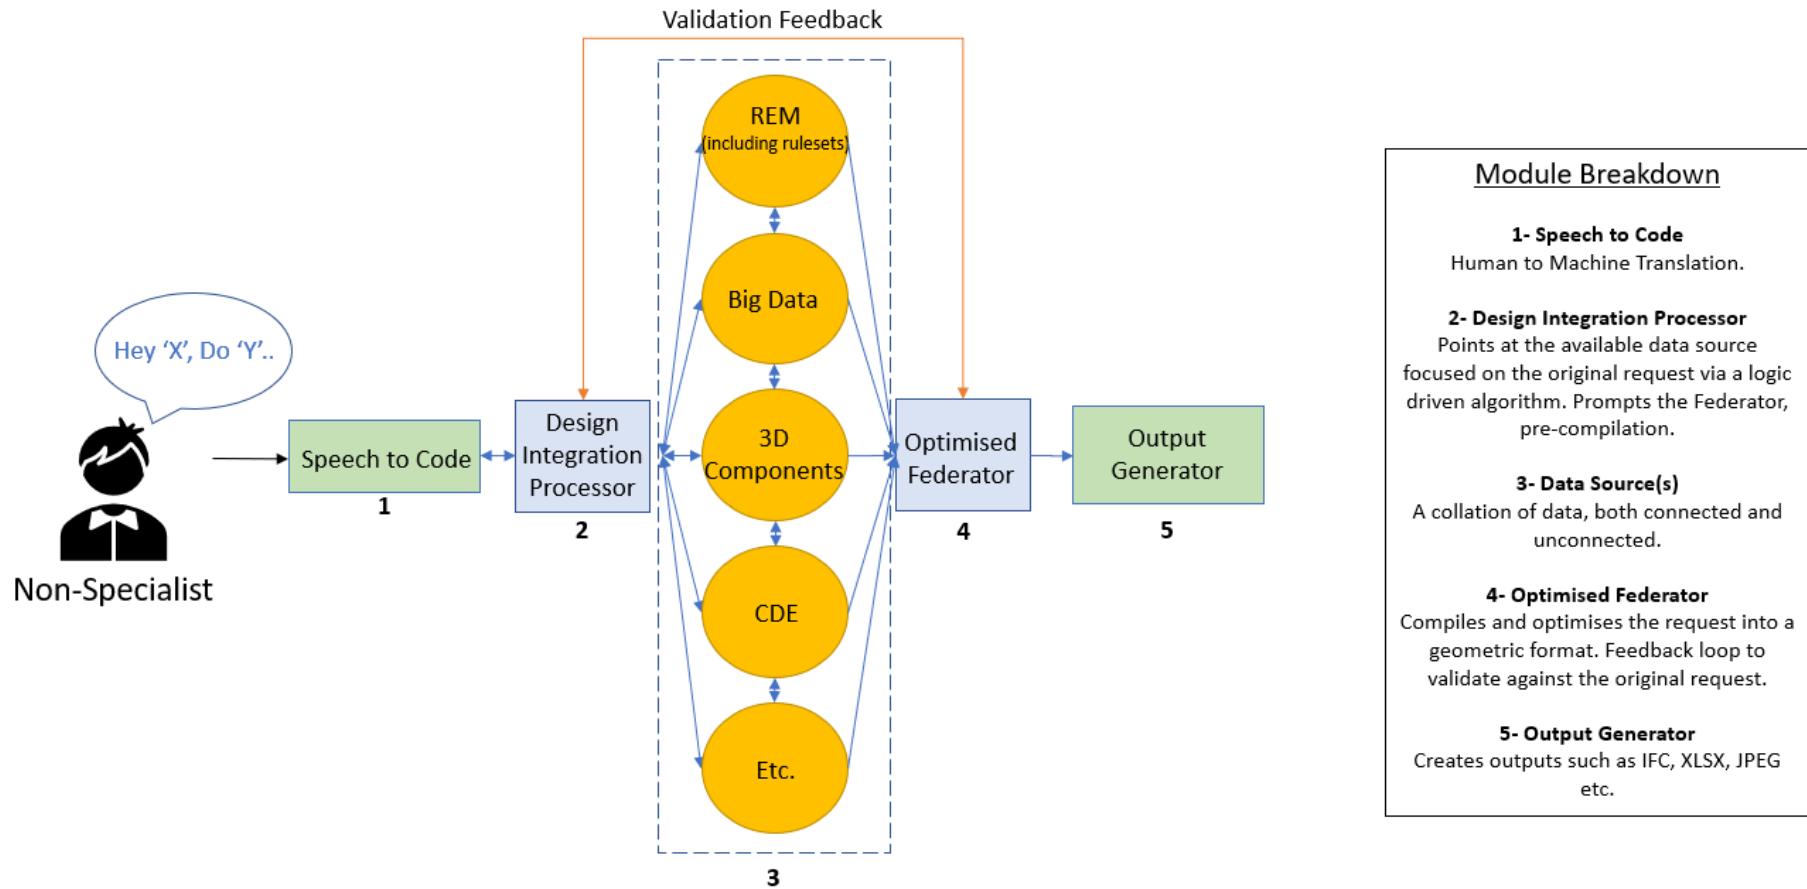 Validation Feedback
REM
(including rulesets)
Big Data
Hey ‘X’, Do ‘Y’..
Non-Specialist
Speech to Code
1
Design
Integration
Processor
2
3D
Components
CDE
Etc.
3
Optimised
Federator
4
Output
Generator
5
Module Breakdown
1- Speech to Code
Human to Machine Translation.
2- Design Integration Processor
Points at the available data source
focused on the original request via a logic
driven algorithm. Prompts the Federator,
pre-compilation.
3- Data Source(s)
A collation of data, both connected and
unconnected.
4- Optimised Federator
Compiles and optimises the request into a
geometric format. Feedback loop to
validate against the original request.
5- Output Generator
Creates outputs such as IFC, XLSX, JPEG
etc.